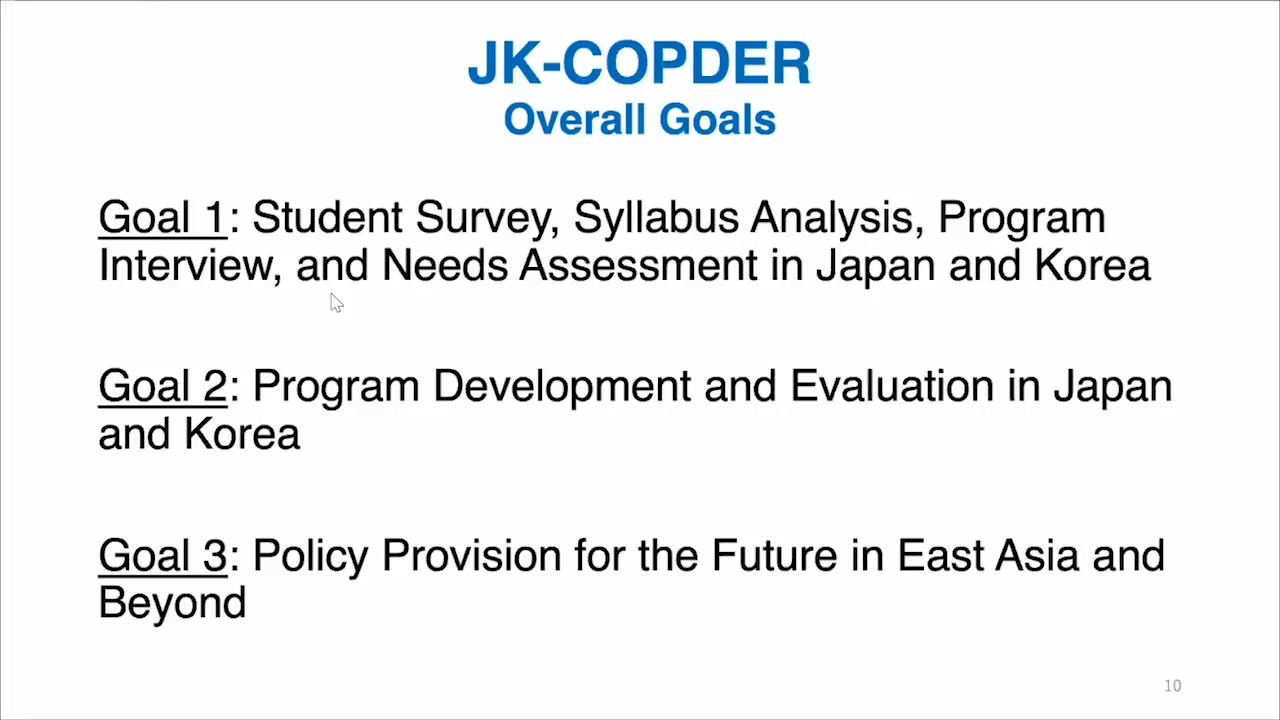 JK-COPDER
Overall Goals
Goal 1: Student Survey, Syllabus Analysis, Program
Interview, and Needs Assessment in Japan and Korea
Goal 2: Program Development and Evaluation in Japan
and Korea
Goal 3: Policy Provision for the Future in East Asia and
Beyond
10